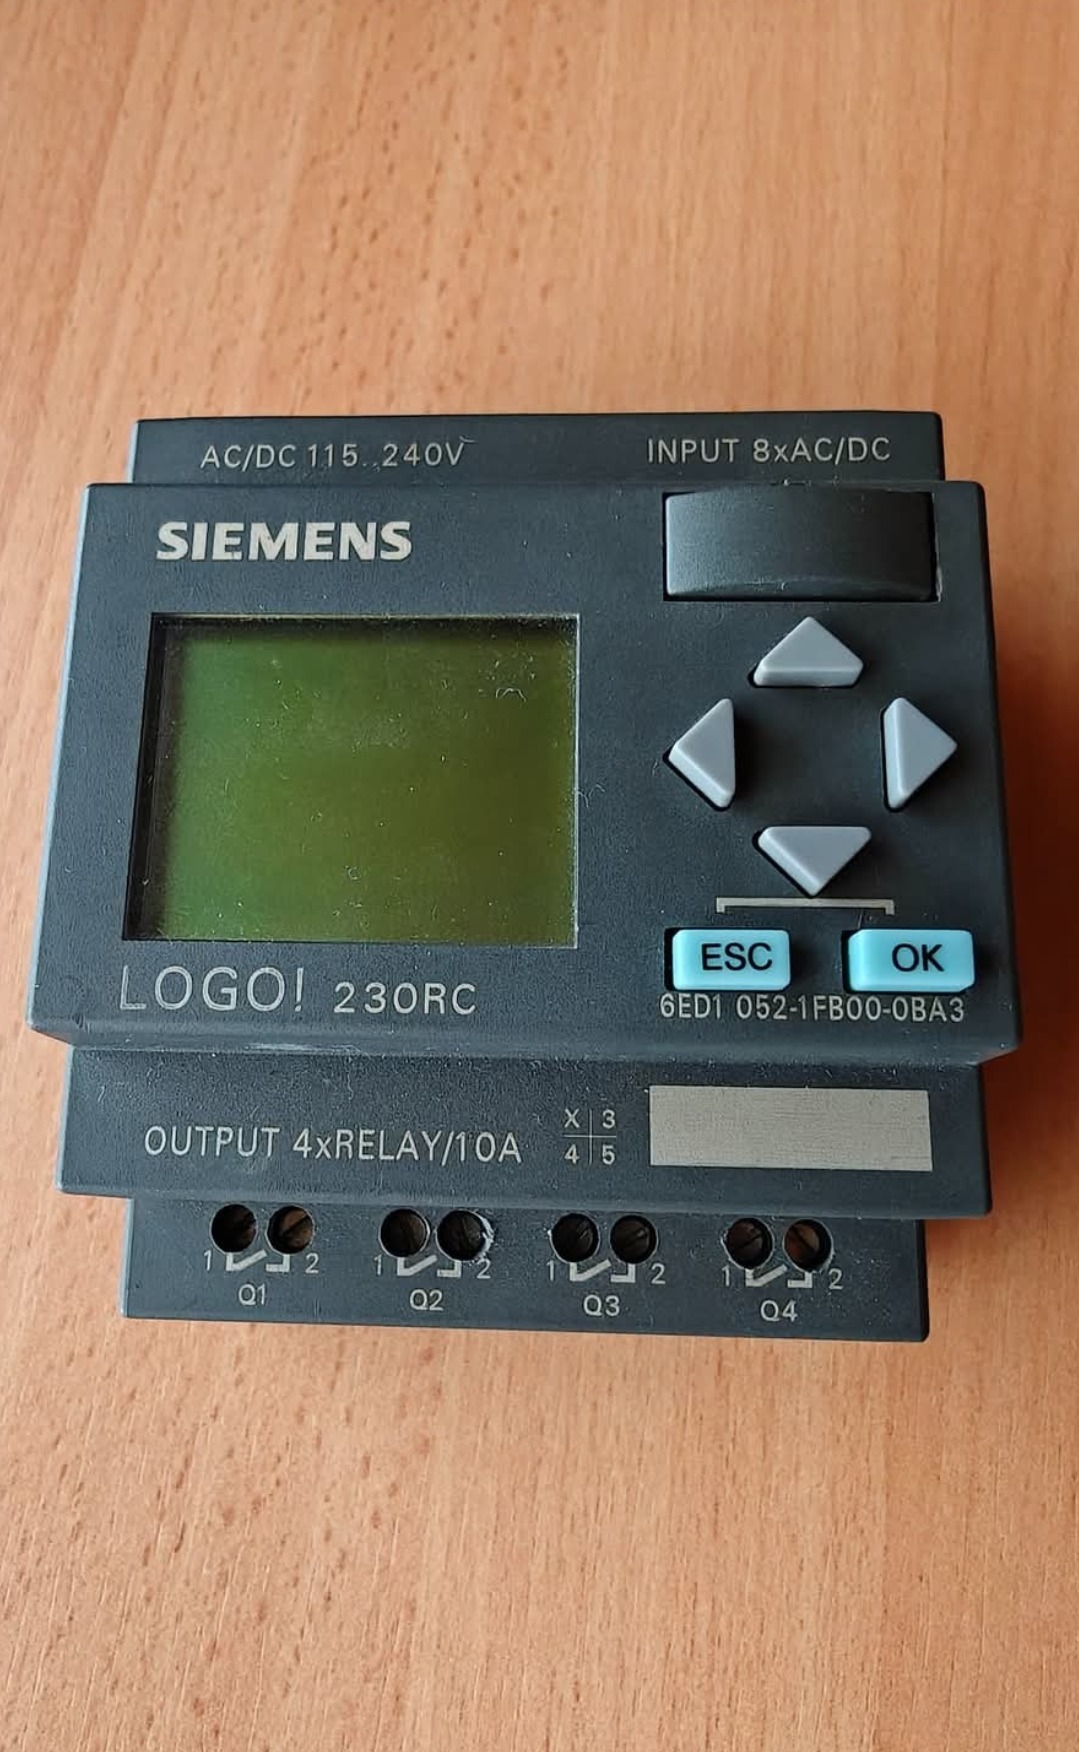 AC/DC 115..240V
INPUT 8xAC/DC
SIEMENS
ESC
OK
LOGO! 230RC
6ED1 052-1FB00-0BA3
OUTPUT 4xRELAY/10A
X 3
4 5
1 2 1 2 1 2 1 2
Q1 Q2 Q3 Q4